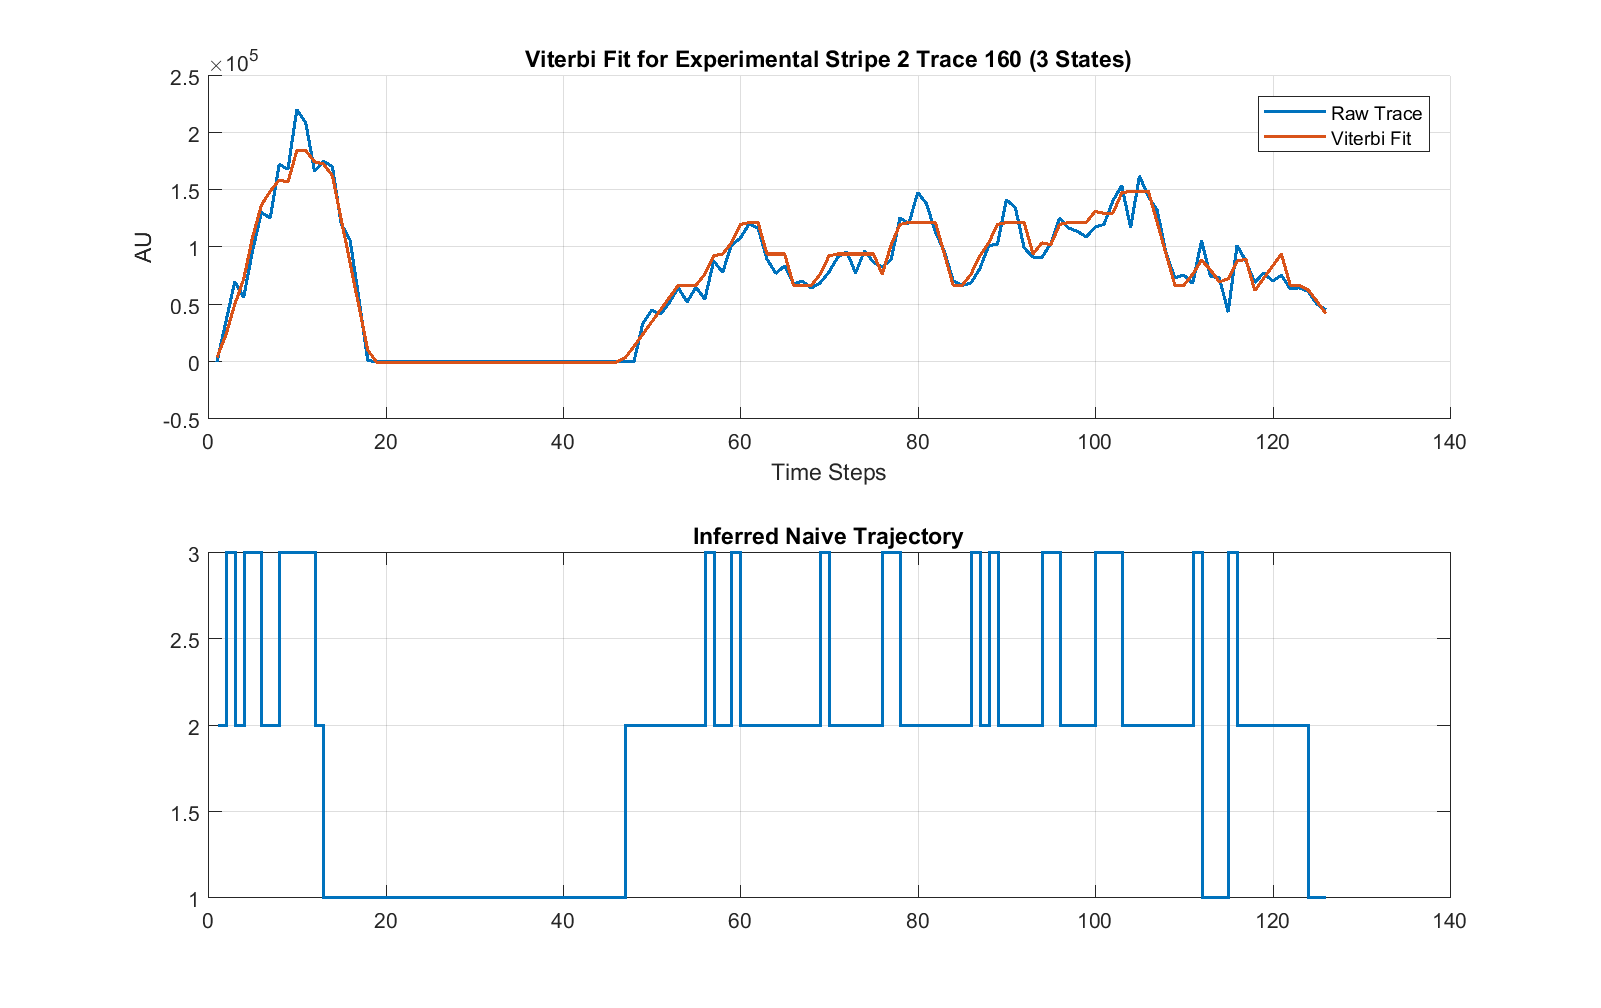 Viterbi Fit for Experimental Stripe 2 Trace 160 (3 States)
×10^5
2.5
2
1.5
1
0.5
0
-0.5
AU
Raw Trace
Viterbi Fit
0 20 40 60 80 100 120 140
Time Steps
Inferred Naive Trajectory
3
2.5
2
1.5
1
0 20 40 60 80 100 120 140